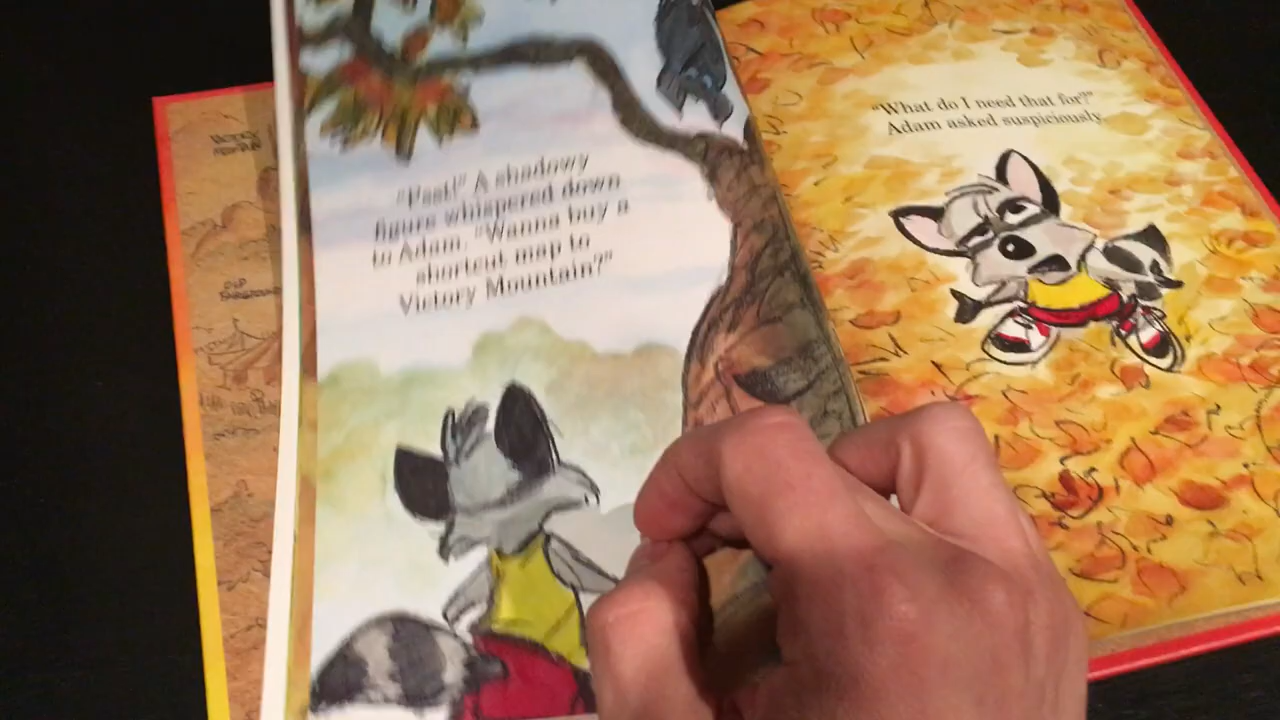 "Psst!" A shadowy
figure whispered down
to Adam. "Wanna buy a
shortcut map to
Victory Mountain?"
"What do I need that for?"
Adam asked suspiciously.